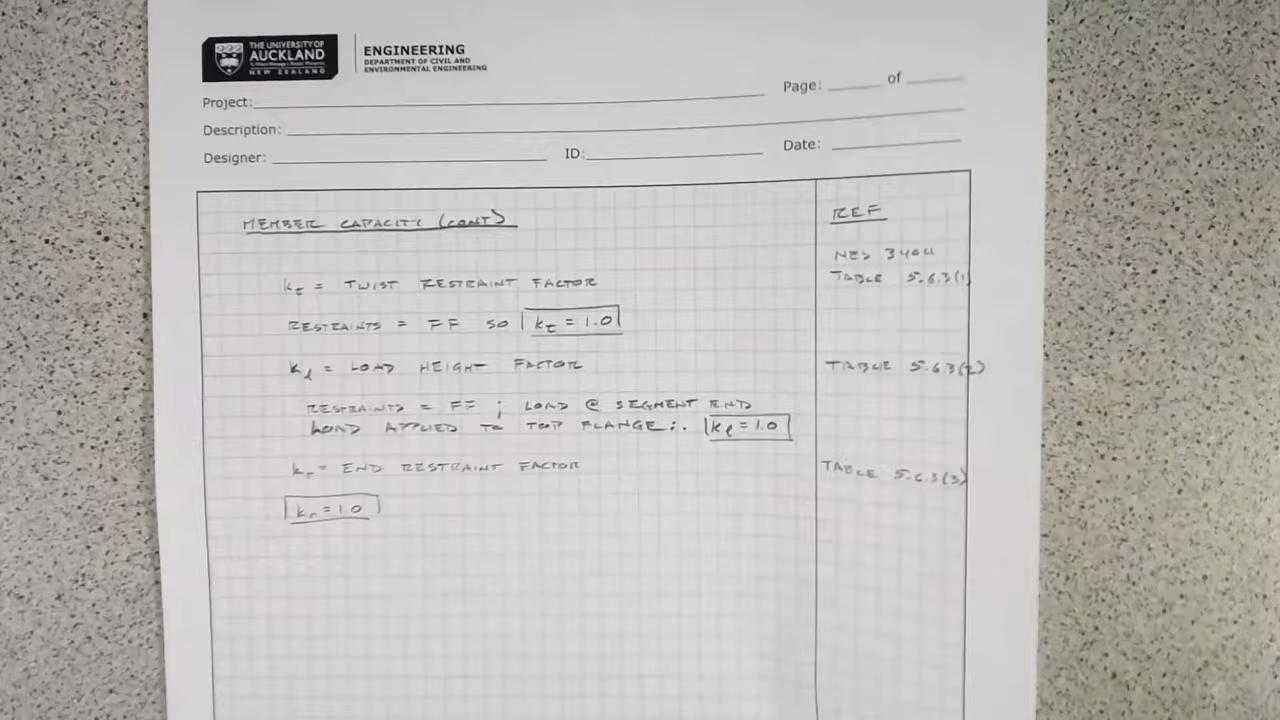 THE UNIVERSITY OF
AUCKLAND
NEW ZEALAND
ENGINEERING
DEPARTMENT OF CIVIL AND
ENVIRONMENTAL ENGINEERING
Project:
Page: of
Description:
Designer: ID: Date:
MEMBER CAPACITY (CONT)
REF
NZS 3404
kt = TWIST RESTRAINT FACTOR
TABLE 5.6.3(1)
RESTRAINTS = FF SO kt = 1.0
kl = LOAD HEIGHT FACTOR
TABLE 5.6.3(2)
RESTRAINTS = FF ; LOAD @ SEGMENT END
LOAD APPLIED TO TOP FLANGE ∴ kl = 1.0
kr = END RESTRAINT FACTOR
TABLE 5.6.3(3)
kr = 1.0